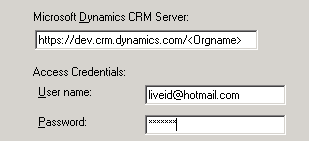 Microsoft Dynamics CRM Server:
https://dev.crm.dynamics.com/<Orgname>
Access Credentials:
User name: liveid@hotmail.com
Password: *******